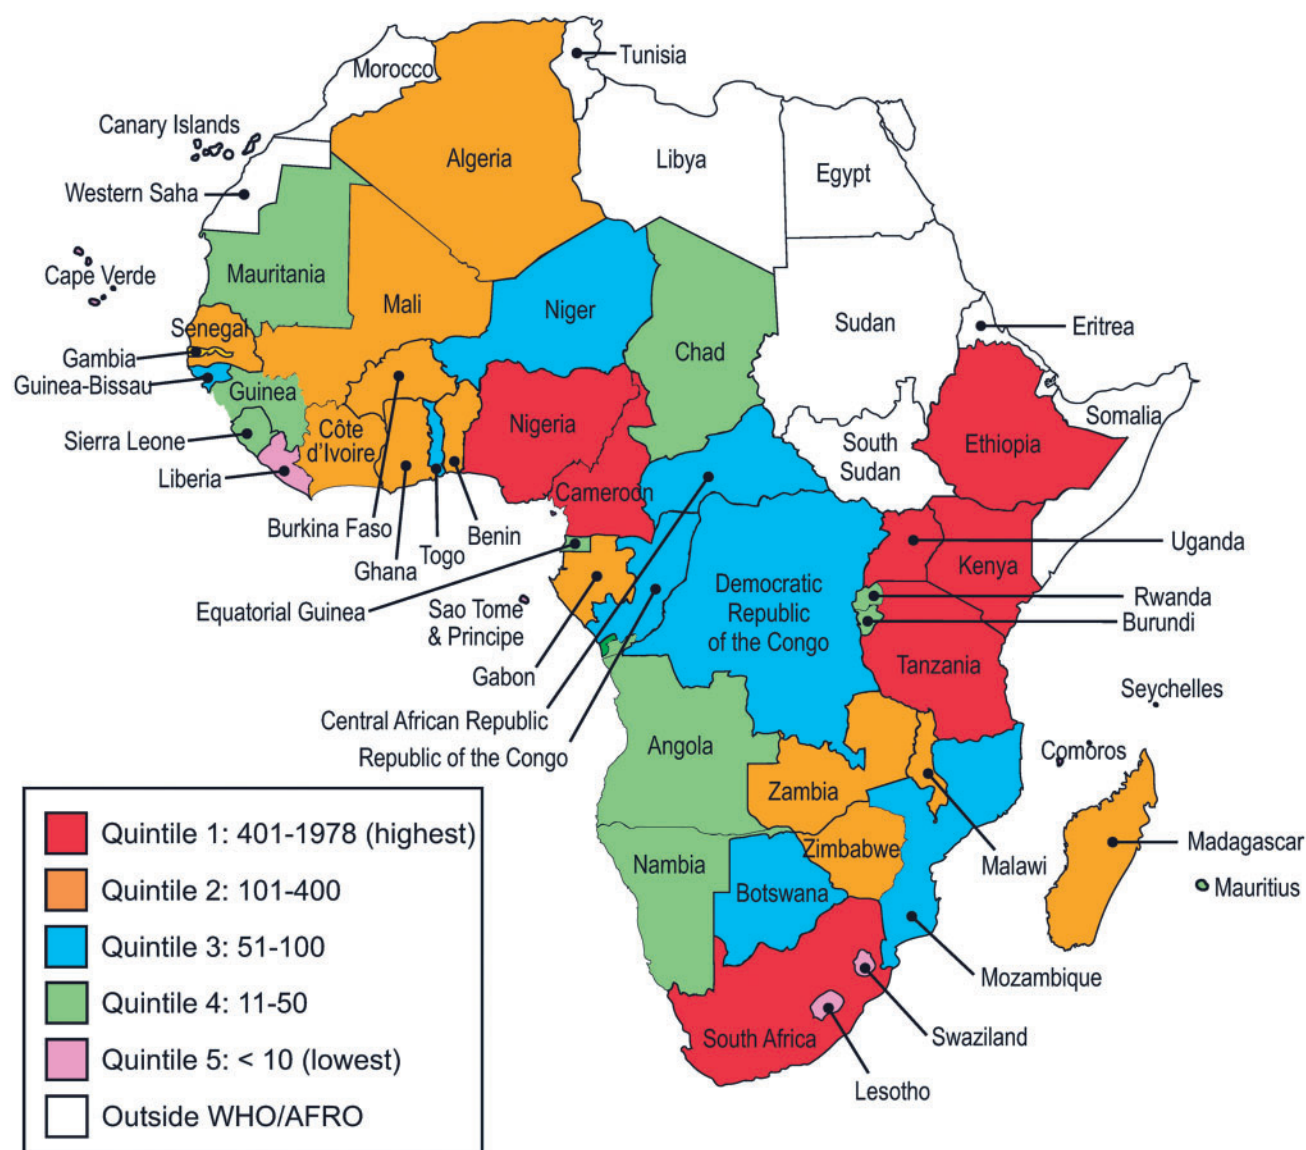 Tunisia
Morocco
Canary Islands
Algeria
Libya
Egypt
Western Saha
Cape Verde
Mauritania
Mali
Niger
Chad
Sudan
Eritrea
Senegal
Gambia
Guinea-Bissau
Guinea
Sierra Leone
Liberia
Côte
d'Ivoire
Nigeria
Cameroon
South
Sudan
Ethiopia
Somalia
Burkina Faso
Ghana
Togo
Benin
Uganda
Kenya
Equatorial Guinea
Sao Tome
& Principe
Gabon
Democratic
Republic
of the Congo
Rwanda
Burundi
Tanzania
Seychelles
Central African Republic
Republic of the Congo
Angola
Comoros
Zambia
Malawi
Zimbabwe
Nambia
Botswana
Madagascar
Mauritius
Mozambique
South Africa
Swaziland
Lesotho
Quintile 1: 401-1978 (highest)
Quintile 2: 101-400
Quintile 3: 51-100
Quintile 4: 11-50
Quintile 5: < 10 (lowest)
Outside WHO/AFRO